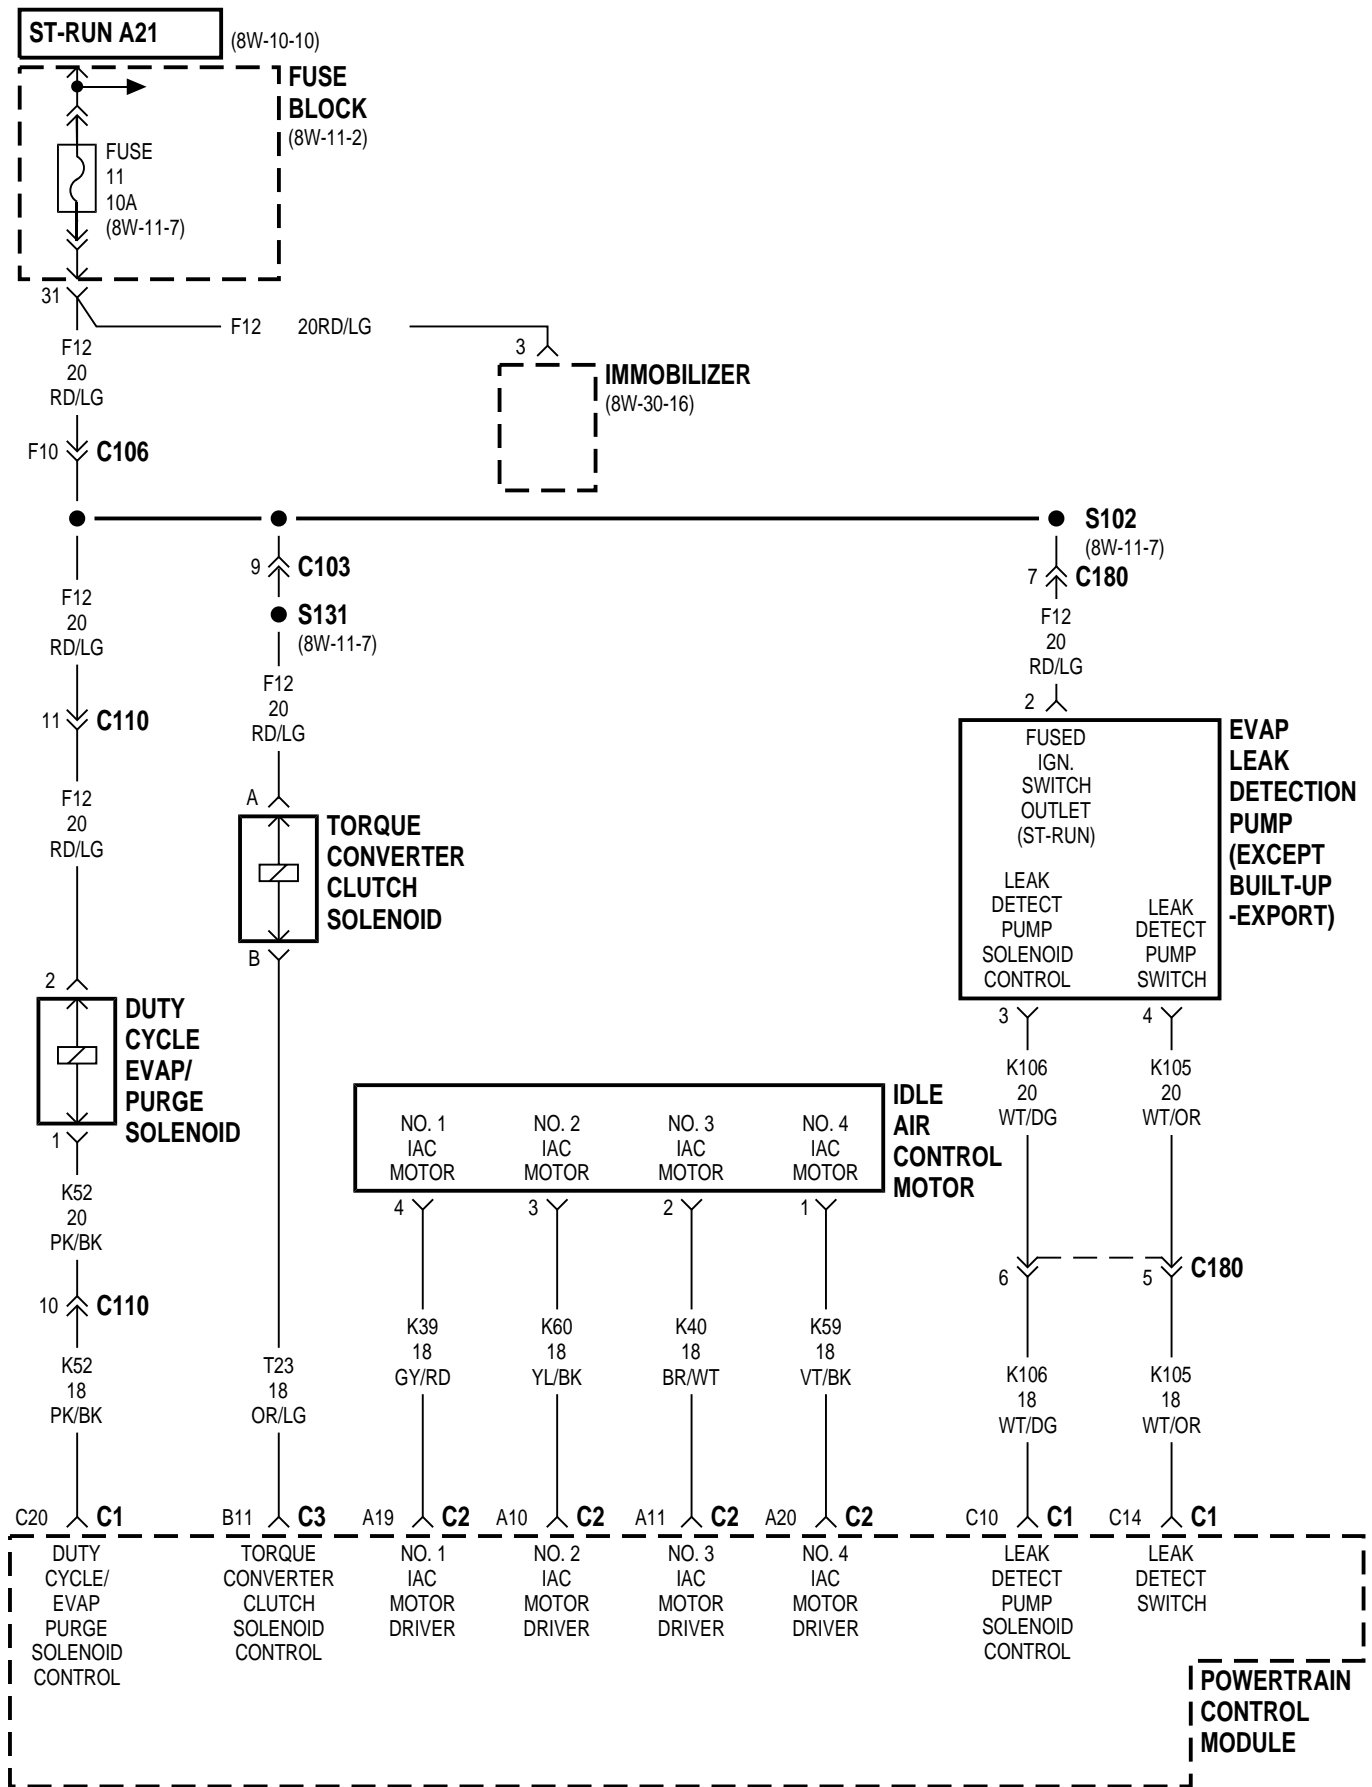 ST-RUN A21
(8W-10-10)
FUSE
BLOCK
(8W-11-2)
FUSE
11
10A
(8W-11-7)
31
F12 20RD/LG
F12
20
RD/LG
3
IMMOBILIZER
(8W-30-16)
F10
C106
S102
(8W-11-7)
9
C103
7
C180
S131
(8W-11-7)
F12
20
RD/LG
F12
20
RD/LG
F12
20
RD/LG
11
C110
2
F12
20
RD/LG
A
TORQUE
CONVERTER
CLUTCH
SOLENOID
B
FUSED
IGN.
SWITCH
OUTLET
(ST-RUN)
LEAK
DETECT
PUMP
SOLENOID
CONTROL
LEAK
DETECT
PUMP
SWITCH
EVAP
LEAK
DETECTION
PUMP
(EXCEPT
BUILT-UP
-EXPORT)
2
DUTY
CYCLE
EVAP/
PURGE
SOLENOID
1
3
4
K106
20
WT/DG
K105
20
WT/OR
NO. 1
IAC
MOTOR
NO. 2
IAC
MOTOR
NO. 3
IAC
MOTOR
NO. 4
IAC
MOTOR
IDLE
AIR
CONTROL
MOTOR
4
3
2
1
K52
20
PK/BK
10
C110
6
5
C180
K52
18
PK/BK
T23
18
OR/LG
K39
18
GY/RD
K60
18
YL/BK
K40
18
BR/WT
K59
18
VT/BK
K106
18
WT/DG
K105
18
WT/OR
C20 C1
B11 C3
A19 C2
A10 C2
A11 C2
A20 C2
C10 C1
C14 C1
DUTY
CYCLE/
EVAP
PURGE
SOLENOID
CONTROL
TORQUE
CONVERTER
CLUTCH
SOLENOID
CONTROL
NO. 1
IAC
MOTOR
DRIVER
NO. 2
IAC
MOTOR
DRIVER
NO. 3
IAC
MOTOR
DRIVER
NO. 4
IAC
MOTOR
DRIVER
LEAK
DETECT
PUMP
SOLENOID
CONTROL
LEAK
DETECT
SWITCH
POWERTRAIN
CONTROL
MODULE